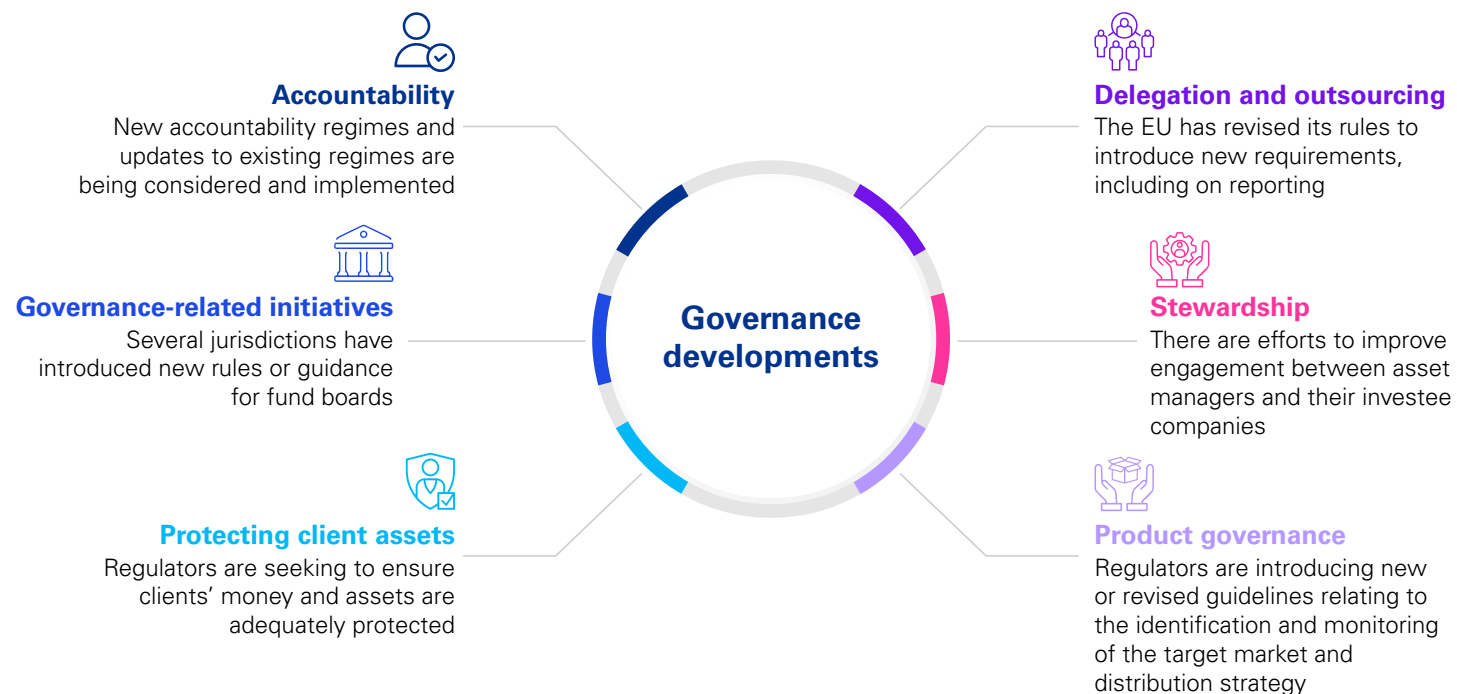 Accountability
New accountability regimes and
updates to existing regimes are
being considered and implemented
Governance-related initiatives
Several jurisdictions have
introduced new rules or guidance
for fund boards
Protecting client assets
Regulators are seeking to ensure
clients’ money and assets are
adequately protected
Governance
developments
Delegation and outsourcing
The EU has revised its rules to
introduce new requirements,
including on reporting
Stewardship
There are efforts to improve
engagement between asset
managers and their investee
companies
Product governance
Regulators are introducing new
or revised guidelines relating to
the identification and monitoring
of the target market and
distribution strategy